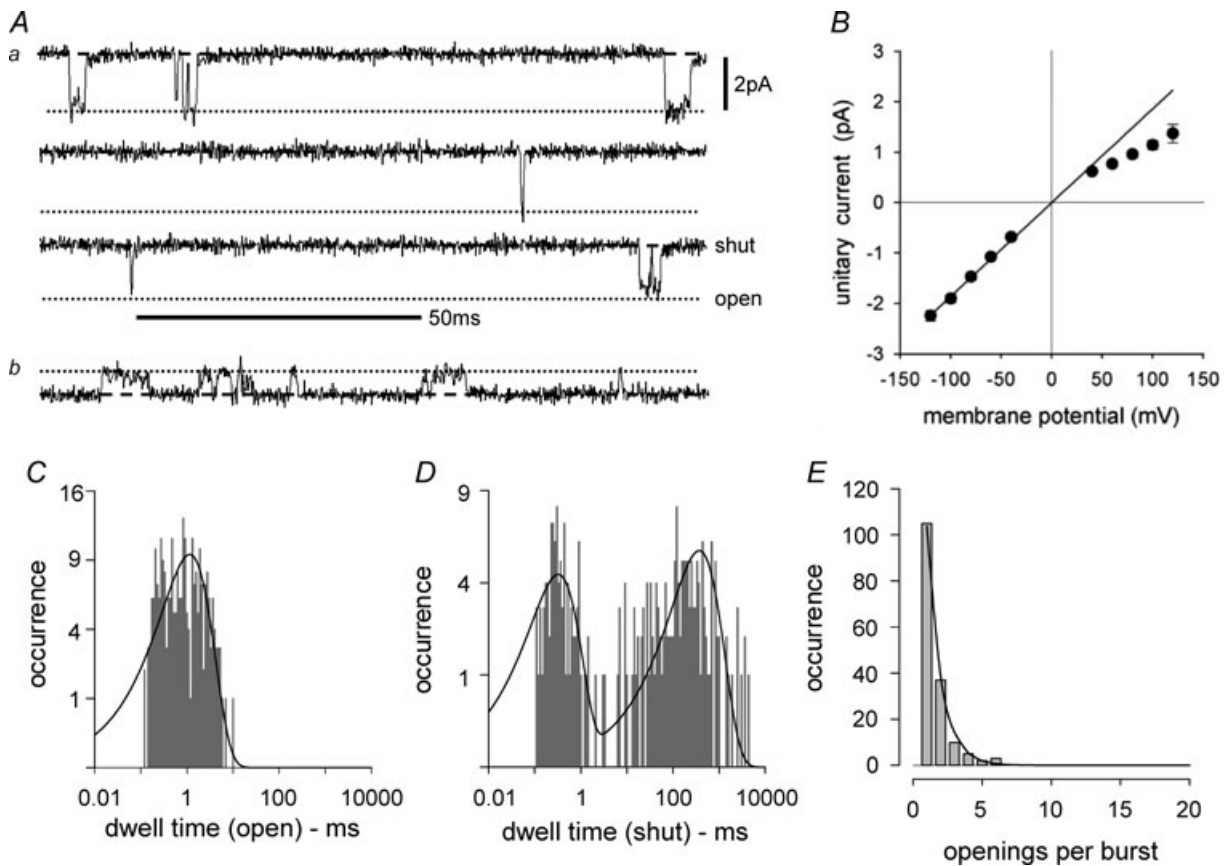 A
a
2pA
shut
open
50ms
b
B
3
2
1
0
-1
-2
-3
unitary current (pA)
-150 -100 -50 0 50 100 150
membrane potential (mV)
C
16
9
4
1
occurrence
0.01 1 100 10000
dwell time (open) - ms
D
9
4
1
occurrence
0.01 1 100 10000
dwell time (shut) - ms
E
120
100
80
60
40
20
0
occurrence
0 5 10 15 20
openings per burst